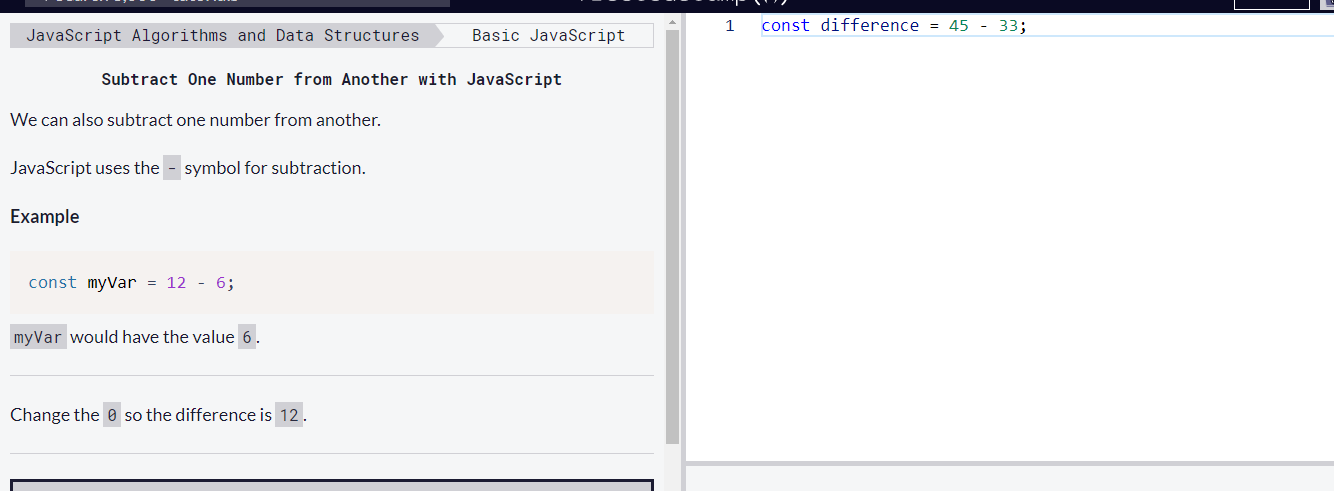 JavaScript Algorithms and Data Structures
Basic JavaScript
Subtract One Number from Another with JavaScript
We can also subtract one number from another.
JavaScript uses the - symbol for subtraction.
Example
const myVar = 12 - 6;
myVar would have the value 6.
Change the 0 so the difference is 12.
1 const difference = 45 - 33;